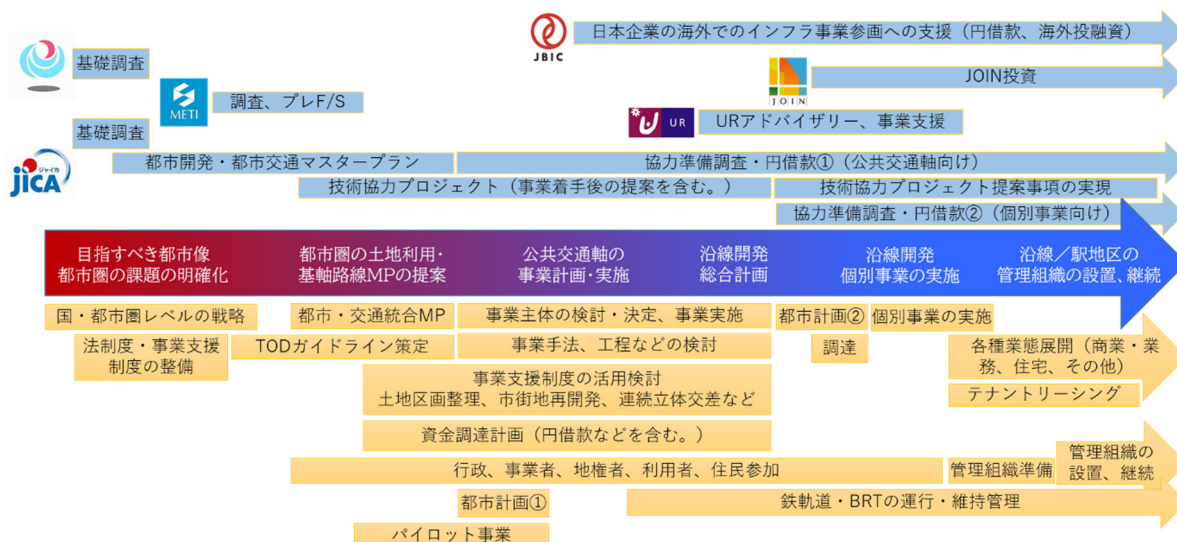 日本企業の海外でのインフラ事業参画への支援（円借款、海外投融資）
JBIC
基礎調査
JOIN投資
JOIN
METI
調査、プレF/S
UR
URアドバイザリー、事業支援
基礎調査
ジャイカ
JICA
都市開発・都市交通マスタープラン
協力準備調査・円借款①（公共交通軸向け）
技術協力プロジェクト（事業着手後の提案を含む。）
技術協力プロジェクト提案事項の実現
協力準備調査・円借款②（個別事業向け）
目指すべき都市像
都市圏の課題の明確化
都市圏の土地利用・
基軸路線MPの提案
公共交通軸の
事業計画・実施
沿線開発
総合計画
沿線開発
個別事業の実施
沿線／駅地区の
管理組織の設置、継続
国・都市圏レベルの戦略
都市・交通統合MP
事業主体の検討・決定、事業実施
都市計画②
個別事業の実施
法制度・事業支援
制度の整備
TODガイドライン策定
事業手法、工程などの検討
調達
各種業態展開（商業・業
務、住宅、その他）
事業支援制度の活用検討
土地区画整理、市街地再開発、連続立体交差など
テナントリーシング
資金調達計画（円借款などを含む。）
行政、事業者、地権者、利用者、住民参加
管理組織準備
管理組織の
設置、継続
都市計画①
鉄軌道・BRTの運行・維持管理
パイロット事業